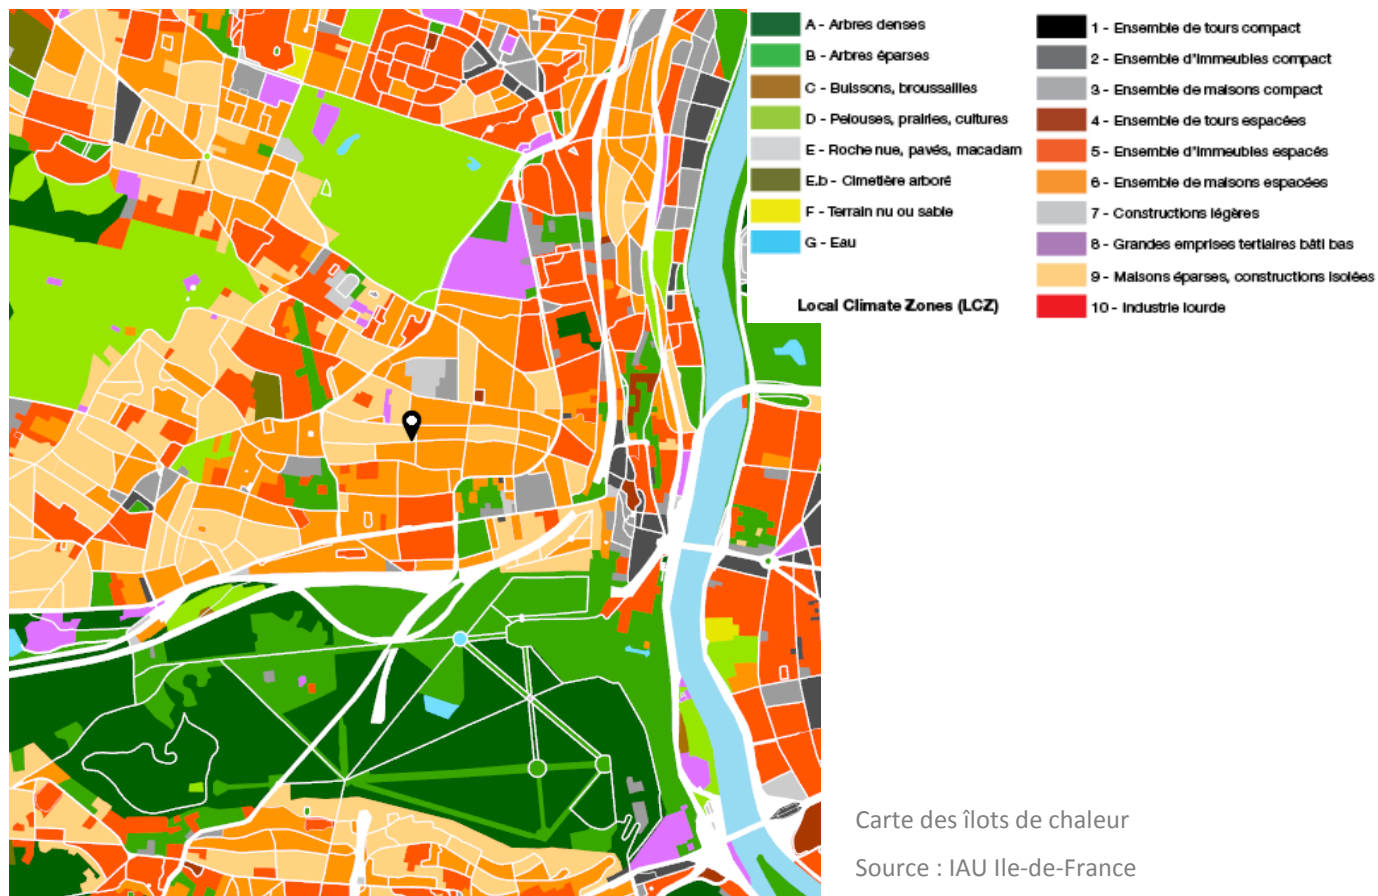 A - Arbres denses
B - Arbres éparses
C - Buissons, broussailles
D - Pelouses, prairies, cultures
E - Roche nue, pavés, macadam
E.b - Cimetière arboré
F - Terrain nu ou sable
G - Eau
Local Climate Zones (LCZ)
1 - Ensemble de tours compact
2 - Ensemble d'immeubles compact
3 - Ensemble de maisons compact
4 - Ensemble de tours espacées
5 - Ensemble d'immeubles espacés
6 - Ensemble de maisons espacées
7 - Constructions légères
8 - Grandes emprises tertiaires bâti bas
9 - Maisons éparses, constructions isolées
10 - Industrie lourde
Carte des îlots de chaleur
Source : IAU Ile-de-France